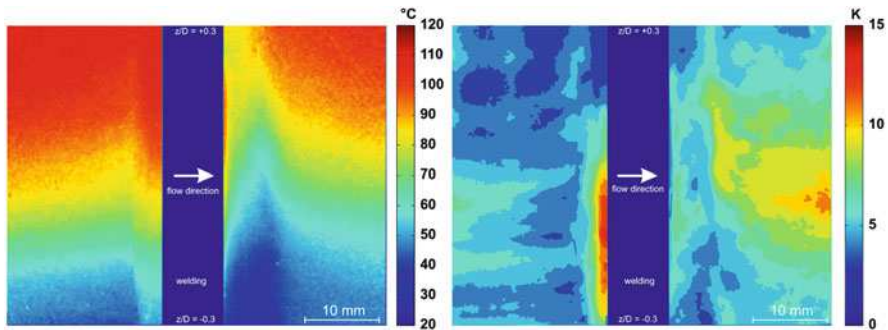 z/D = +0.3
flow direction
welding
z/D = -0.3
10 mm
°C
120
110
100
90
80
70
60
50
40
30
20
z/D = +0.3
flow direction
welding
z/D = -0.3
10 mm
K
15
10
5
0